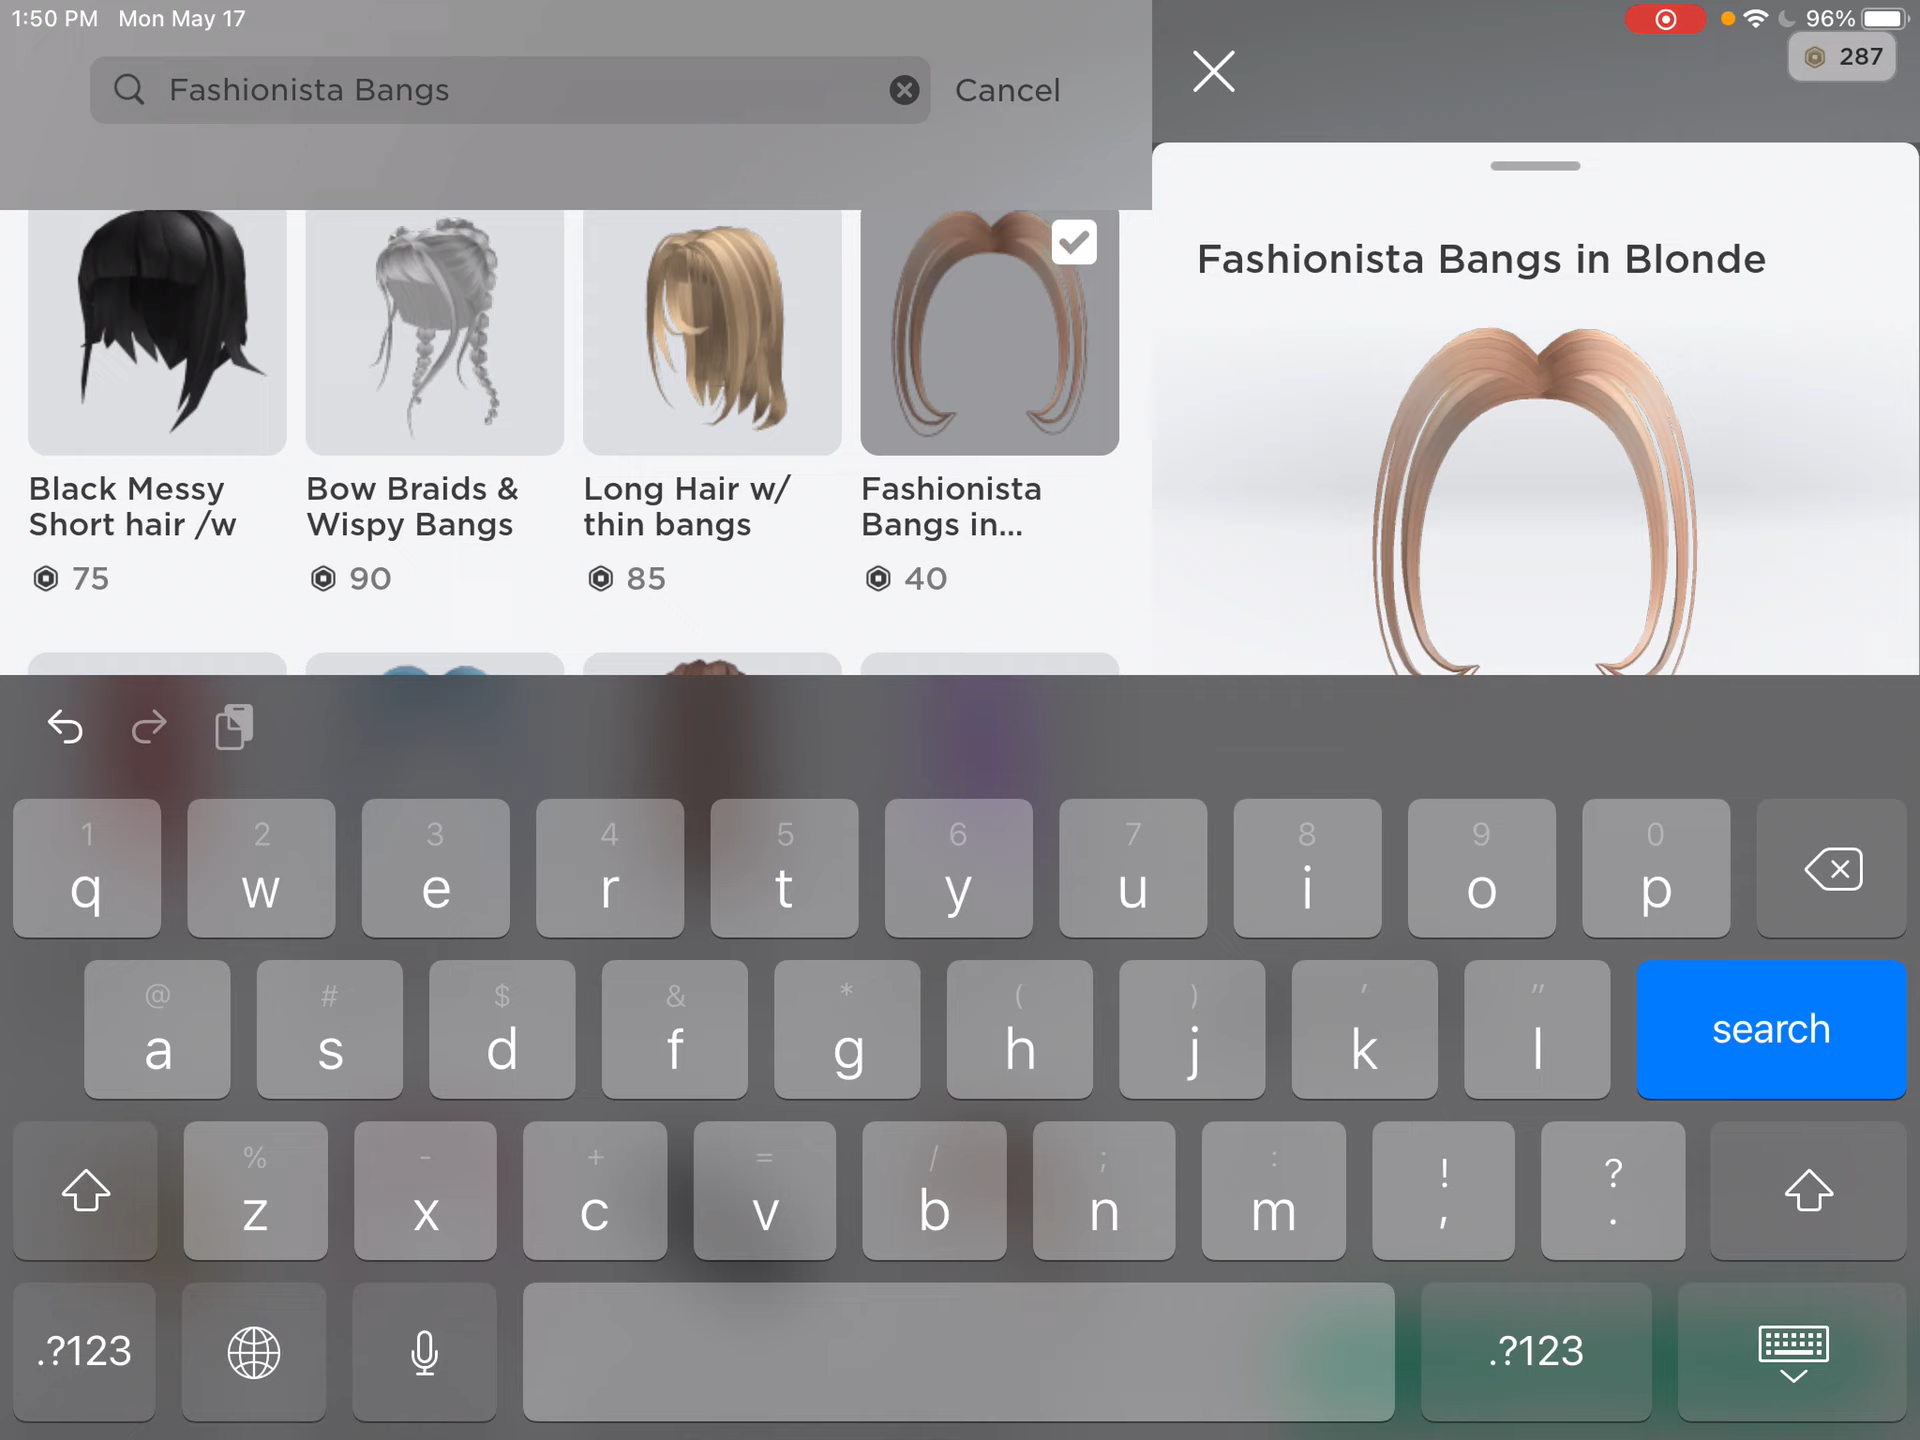 1:50 PM Mon May 17
96%
287
Fashionista Bangs
Cancel
Fashionista Bangs in Blonde
Black Messy
Short hair /w
75
Bow Braids &
Wispy Bangs
90
Long Hair w/
thin bangs
85
Fashionista
Bangs in...
40
1 2 3 4 5 6 7 8 9 0
q w e r t y u i o p
@ # $ & * ( ) ' "
a s d f g h j k l search
% - + = / ; : ! ?
z x c v b n m , .
.?123 .?123